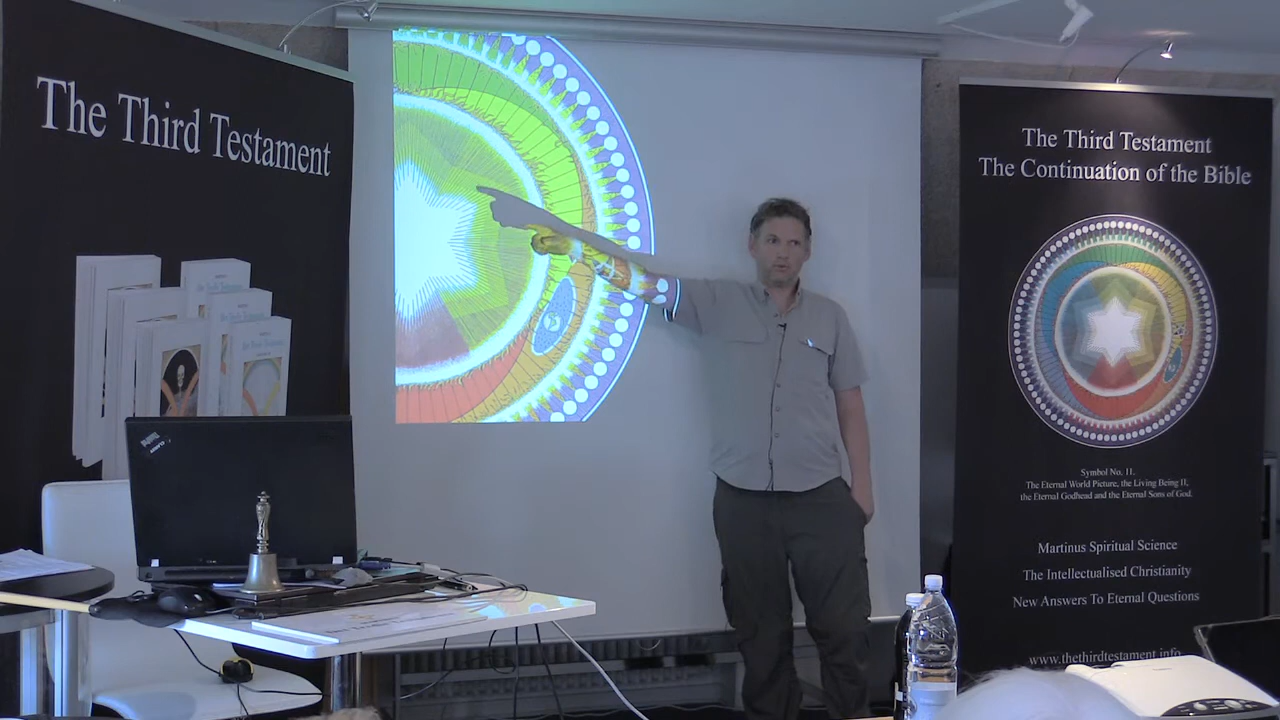 The Third Testament
The Third Testament
The Continuation of the Bible
Symbol No. 11.
The Eternal World Picture, the Living Being II,
the Eternal Godhead and the Eternal Sons of God.
Martinus Spiritual Science
The Intellectualised Christianity
New Answers To Eternal Questions
www.thethirdtestament.info